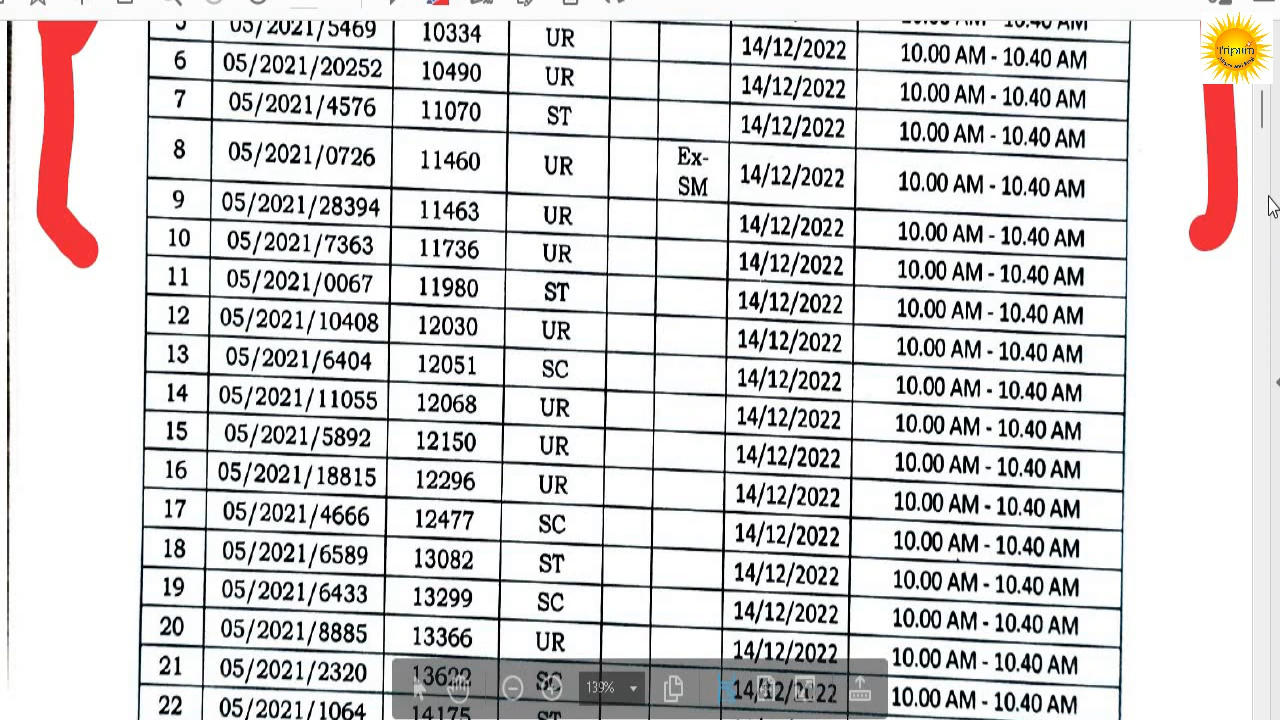 5 05/2021/5469 10334 UR 14/12/2022 10.00 AM - 10.40 AM
6 05/2021/20252 10490 UR 14/12/2022 10.00 AM - 10.40 AM
7 05/2021/4576 11070 ST 14/12/2022 10.00 AM - 10.40 AM
8 05/2021/0726 11460 UR Ex-SM 14/12/2022 10.00 AM - 10.40 AM
9 05/2021/28394 11463 UR 14/12/2022 10.00 AM - 10.40 AM
10 05/2021/7363 11736 UR 14/12/2022 10.00 AM - 10.40 AM
11 05/2021/0067 11980 ST 14/12/2022 10.00 AM - 10.40 AM
12 05/2021/10408 12030 UR 14/12/2022 10.00 AM - 10.40 AM
13 05/2021/6404 12051 SC 14/12/2022 10.00 AM - 10.40 AM
14 05/2021/11055 12068 UR 14/12/2022 10.00 AM - 10.40 AM
15 05/2021/5892 12150 UR 14/12/2022 10.00 AM - 10.40 AM
16 05/2021/18815 12296 UR 14/12/2022 10.00 AM - 10.40 AM
17 05/2021/4666 12477 SC 14/12/2022 10.00 AM - 10.40 AM
18 05/2021/6589 13082 ST 14/12/2022 10.00 AM - 10.40 AM
19 05/2021/6433 13299 SC 14/12/2022 10.00 AM - 10.40 AM
20 05/2021/8885 13366 UR 14/12/2022 10.00 AM - 10.40 AM
21 05/2021/2320 SC 14/12/2022 10.00 AM - 10.40 AM
22 05/2021/1064 14175 ST
139%